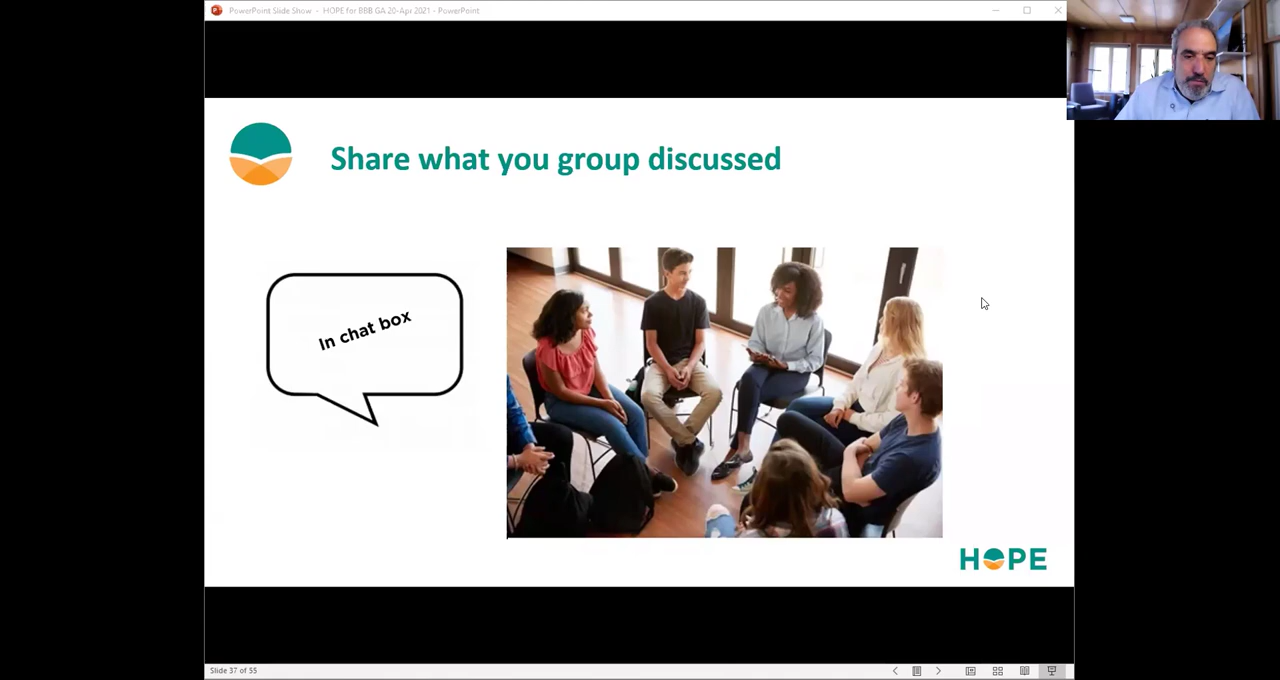 PowerPoint Slide Show - HOPE for BBB GA 20-Apr 2021 - PowerPoint
Share what you group discussed
In chat box
HOPE
Slide 37 of 55